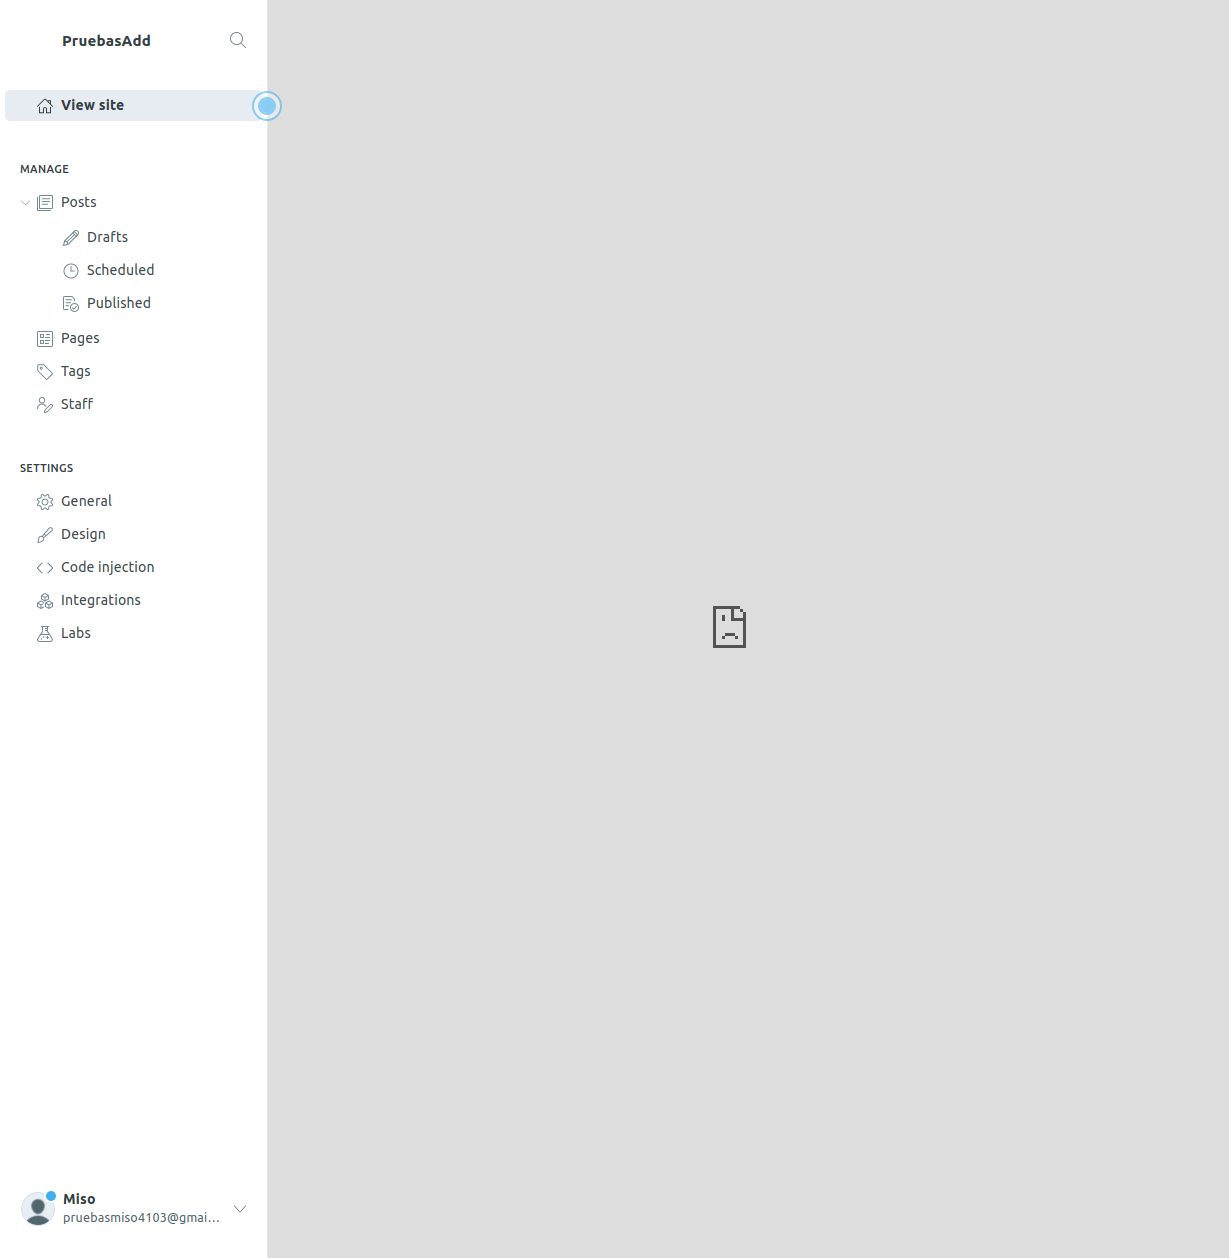 PruebasAdd
View site
MANAGE
Posts
Drafts
Scheduled
Published
Pages
Tags
Staff
SETTINGS
General
Design
Code injection
Integrations
Labs
Miso
pruebasmiso4103@gmai...